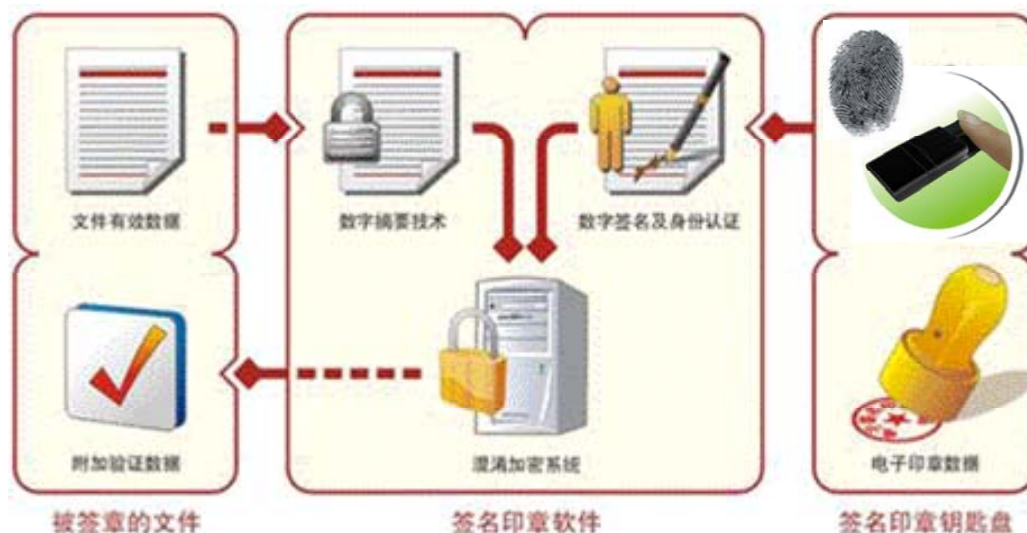 文件有效数据
数字摘要技术
数字签名及身份认证
附加验证数据
混淆加密系统
电子印章数据
被签章的文件
签名印章软件
签名印章钥匙盘